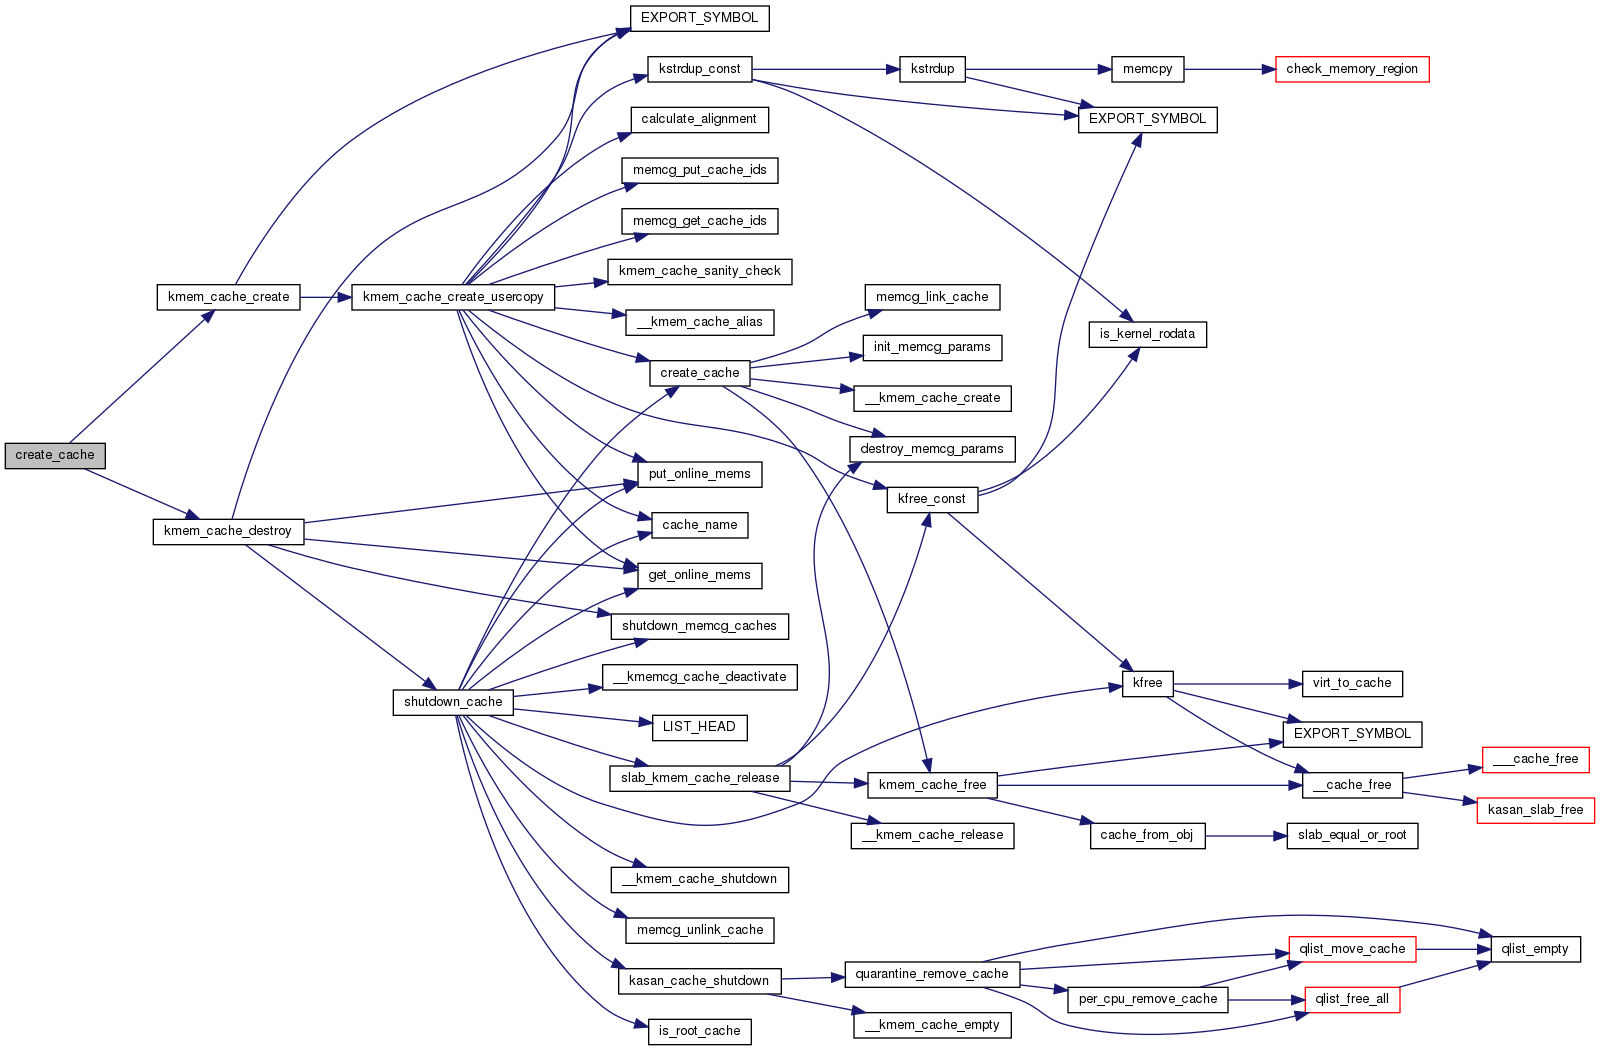 EXPORT_SYMBOL
kstrdup_const
kstrdup
memcpy
check_memory_region
calculate_alignment
EXPORT_SYMBOL
memcg_put_cache_ids
memcg_get_cache_ids
kmem_cache_sanity_check
kmem_cache_create
kmem_cache_create_usercopy
memcg_link_cache
__kmem_cache_alias
is_kernel_rodata
init_memcg_params
create_cache
__kmem_cache_create
create_cache
destroy_memcg_params
put_online_mems
kfree_const
kmem_cache_destroy
cache_name
get_online_mems
shutdown_memcg_caches
__kmemcg_cache_deactivate
kfree
virt_to_cache
shutdown_cache
LIST_HEAD
EXPORT_SYMBOL
___cache_free
slab_kmem_cache_release
kmem_cache_free
__cache_free
kasan_slab_free
__kmem_cache_release
cache_from_obj
slab_equal_or_root
__kmem_cache_shutdown
memcg_unlink_cache
qlist_move_cache
qlist_empty
kasan_cache_shutdown
quarantine_remove_cache
per_cpu_remove_cache
qlist_free_all
is_root_cache
__kmem_cache_empty